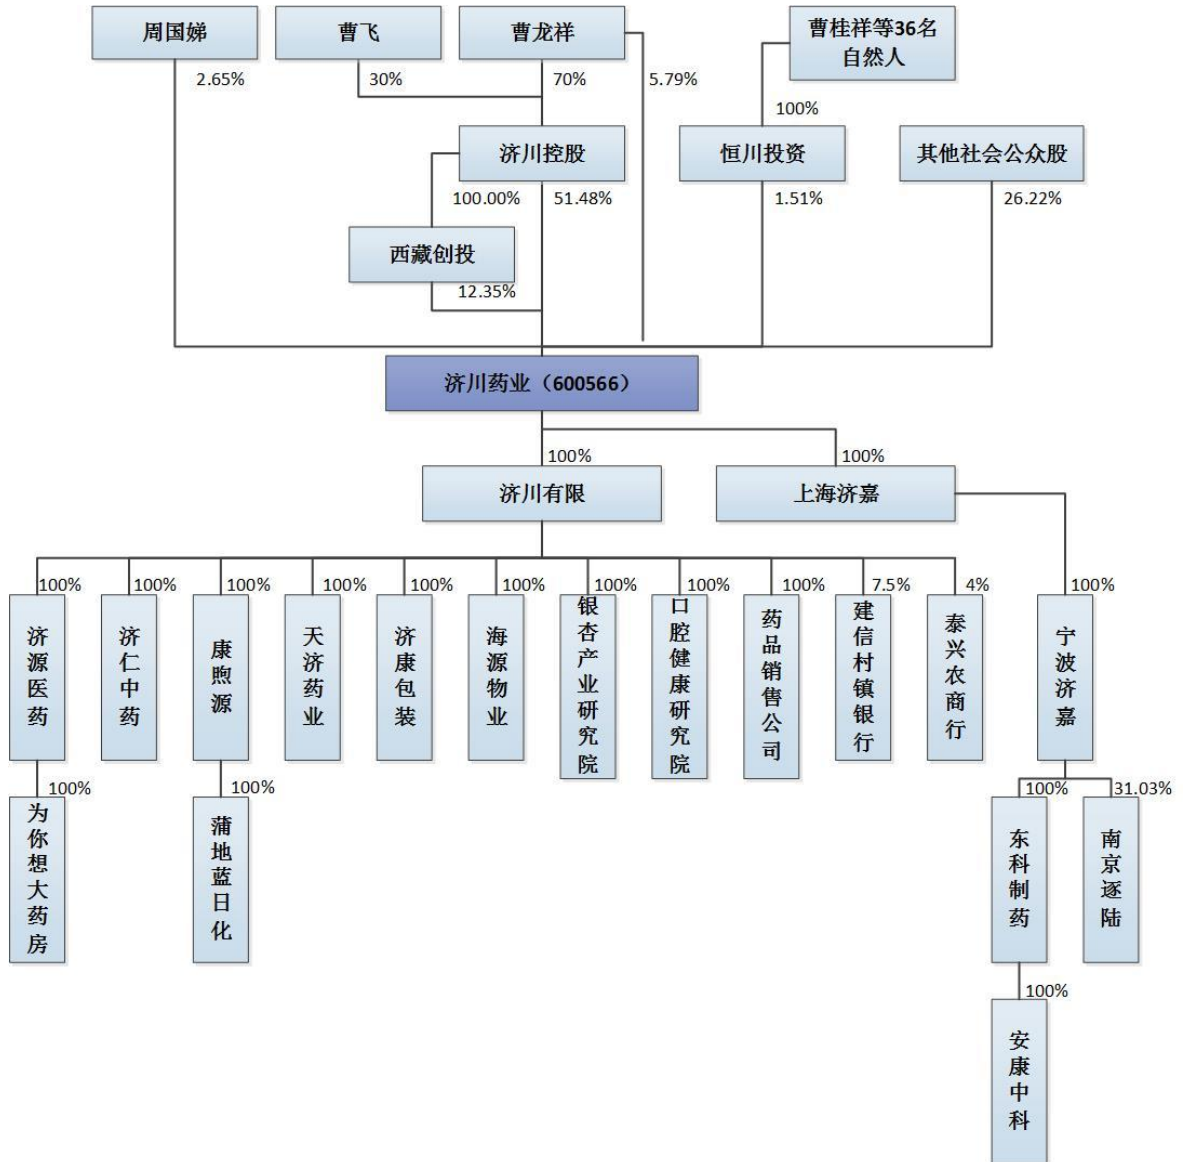 周国娣
曹飞
曹龙祥
曹桂祥等36名
自然人
2.65%
30%
70%
5.79%
100%
济川控股
恒川投资
其他社会公众股
100.00%
51.48%
1.51%
26.22%
西藏创投
12.35%
济川药业（600566）
100%
100%
济川有限
上海济嘉
100%
100%
100%
100%
100%
100%
100%
100%
100%
7.5%
4%
100%
济源医药
济仁中药
康煦源
天济药业
济康包装
海源物业
银杏产业研究院
口腔健康研究院
药品销售公司
建信村镇银行
泰兴农商行
宁波济嘉
100%
100%
100%
31.03%
为你想大药房
蒲地蓝日化
东科制药
南京逐陆
100%
安康中科